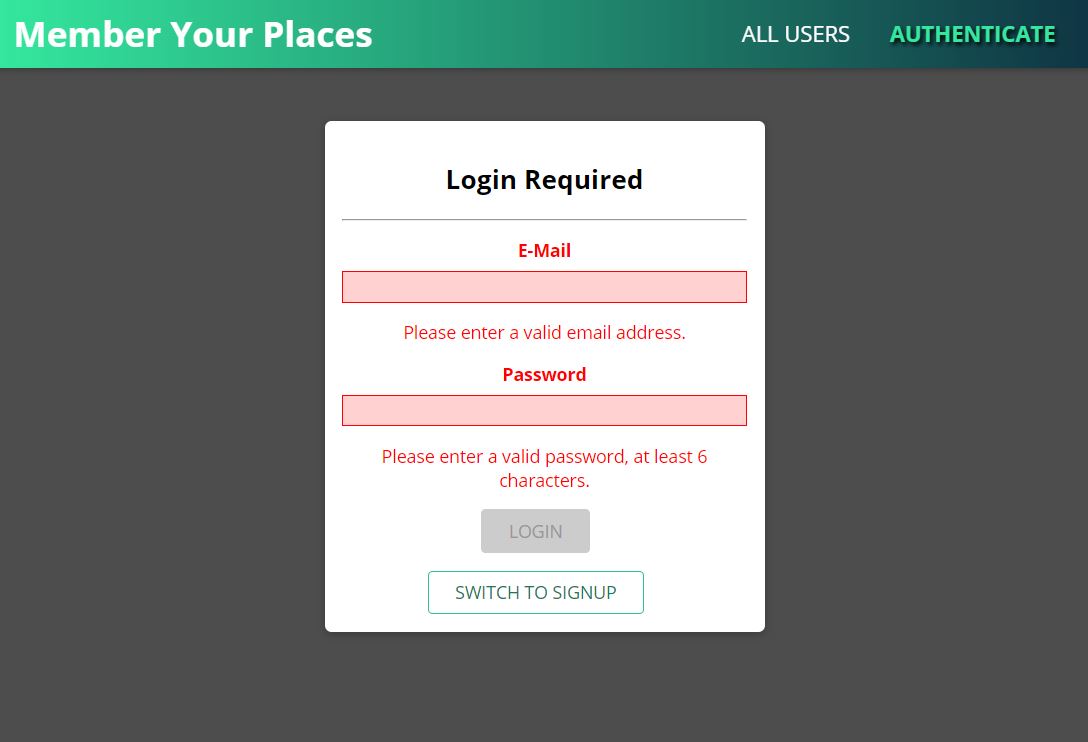 Member Your Places
ALL USERS
AUTHENTICATE
Login Required
E-Mail
Please enter a valid email address.
Password
Please enter a valid password, at least 6
characters.
LOGIN
SWITCH TO SIGNUP